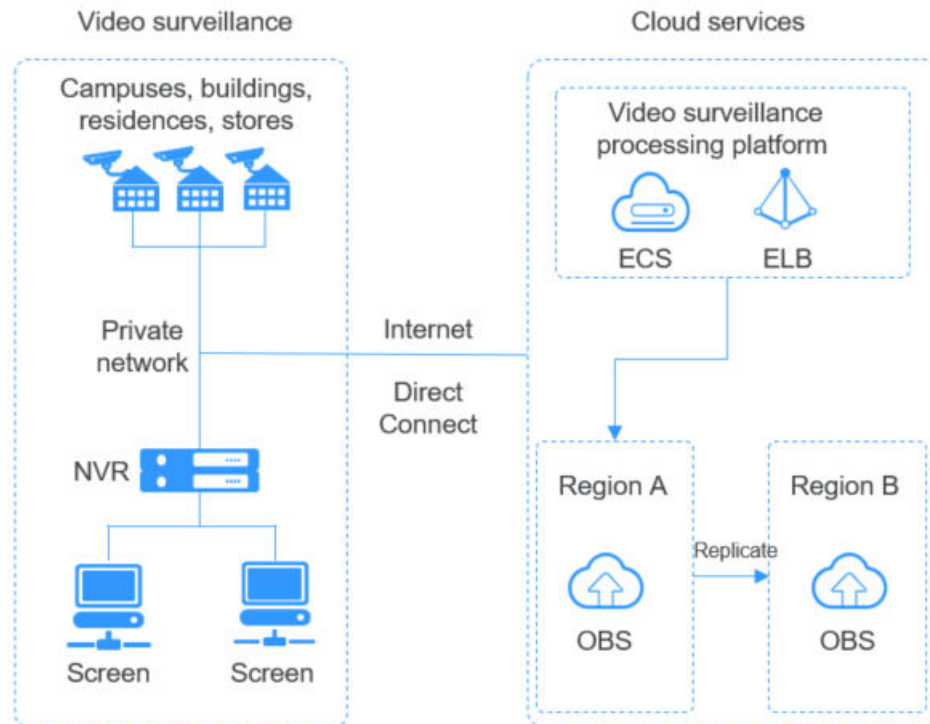 Video surveillance
Campuses, buildings,
residences, stores
Private
network
NVR
Screen
Screen
Internet
Direct
Connect
Cloud services
Video surveillance
processing platform
ECS
ELB
Region A
OBS
Replicate
Region B
OBS